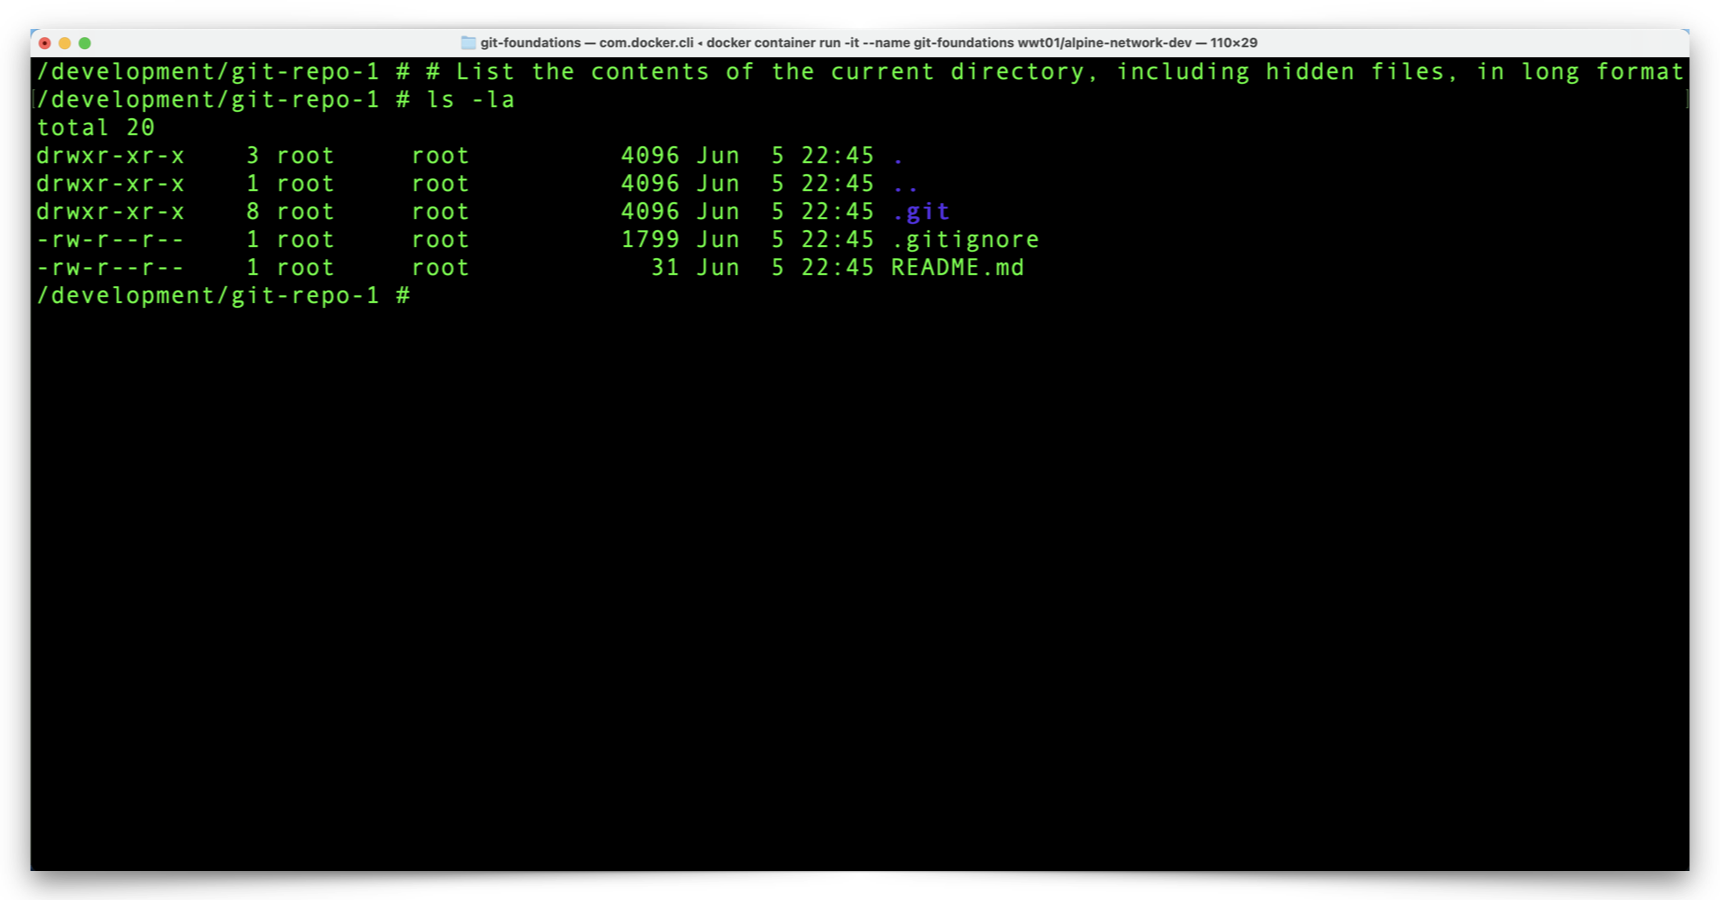 git-foundations — com.docker.cli ◂ docker container run -it --name git-foundations wwt01/alpine-network-dev — 110×29
/development/git-repo-1 # # List the contents of the current directory, including hidden files, in long format
/development/git-repo-1 # ls -la
total 20
drwxr-xr-x    3 root     root          4096 Jun  5 22:45 .
drwxr-xr-x    1 root     root          4096 Jun  5 22:45 ..
drwxr-xr-x    8 root     root          4096 Jun  5 22:45 .git
-rw-r--r--    1 root     root          1799 Jun  5 22:45 .gitignore
-rw-r--r--    1 root     root            31 Jun  5 22:45 README.md
/development/git-repo-1 #